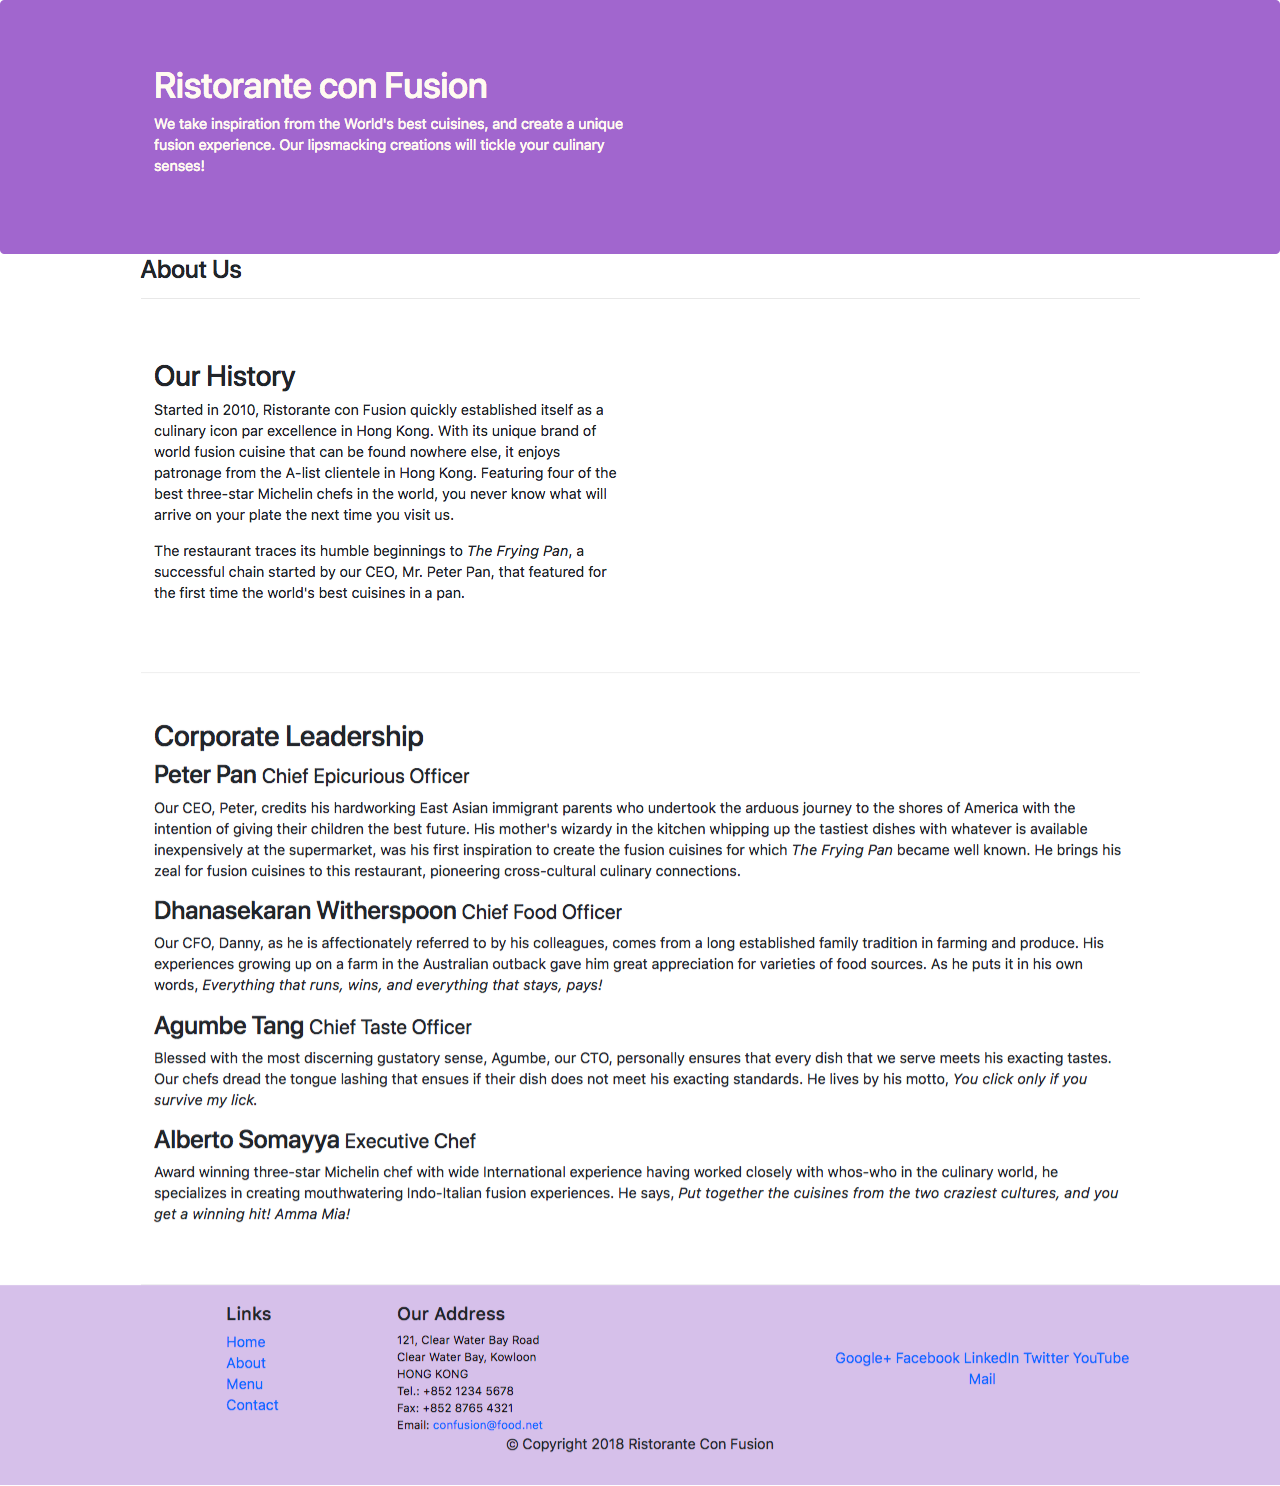 Ristorante con Fusion
We take inspiration from the World's best cuisines, and create a unique
fusion experience. Our lipsmacking creations will tickle your culinary
senses!
About Us
Our History
Started in 2010, Ristorante con Fusion quickly established itself as a
culinary icon par excellence in Hong Kong. With its unique brand of
world fusion cuisine that can be found nowhere else, it enjoys
patronage from the A-list clientele in Hong Kong. Featuring four of the
best three-star Michelin chefs in the world, you never know what will
arrive on your plate the next time you visit us.
The restaurant traces its humble beginnings to The Frying Pan, a
successful chain started by our CEO, Mr. Peter Pan, that featured for
the first time the world's best cuisines in a pan.
Corporate Leadership
Peter Pan Chief Epicurious Officer
Our CEO, Peter, credits his hardworking East Asian immigrant parents who undertook the arduous journey to the shores of America with the
intention of giving their children the best future. His mother's wizardy in the kitchen whipping up the tastiest dishes with whatever is available
inexpensively at the supermarket, was his first inspiration to create the fusion cuisines for which The Frying Pan became well known. He brings his
zeal for fusion cuisines to this restaurant, pioneering cross-cultural culinary connections.
Dhanasekaran Witherspoon Chief Food Officer
Our CFO, Danny, as he is affectionately referred to by his colleagues, comes from a long established family tradition in farming and produce. His
experiences growing up on a farm in the Australian outback gave him great appreciation for varieties of food sources. As he puts it in his own
words, Everything that runs, wins, and everything that stays, pays!
Agumbe Tang Chief Taste Officer
Blessed with the most discerning gustatory sense, Agumbe, our CTO, personally ensures that every dish that we serve meets his exacting tastes.
Our chefs dread the tongue lashing that ensues if their dish does not meet his exacting standards. He lives by his motto, You click only if you
survive my lick.
Alberto Somayya Executive Chef
Award winning three-star Michelin chef with wide International experience having worked closely with whos-who in the culinary world, he
specializes in creating mouthwatering Indo-Italian fusion experiences. He says, Put together the cuisines from the two craziest cultures, and you
get a winning hit! Amma Mia!
Links
Home
About
Menu
Contact
Our Address
121, Clear Water Bay Road
Clear Water Bay, Kowloon
HONG KONG
Tel.: +852 1234 5678
Fax: +852 8765 4321
Email: confusion@food.net
Google+ Facebook LinkedIn Twitter YouTube
Mail
© Copyright 2018 Ristorante Con Fusion